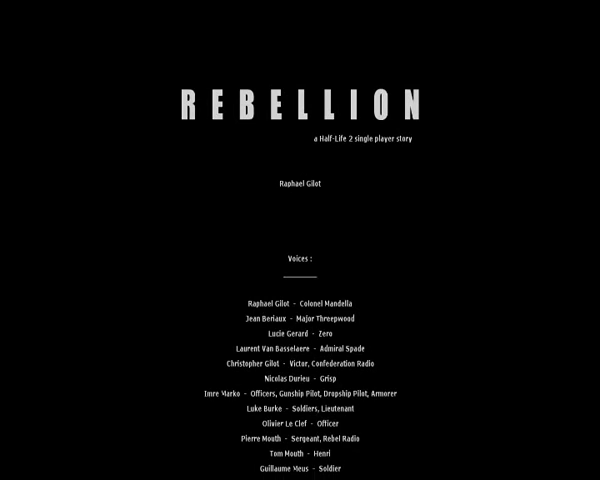 REBELLION
a Half-Life 2 single player story
Raphael Gilot
Voices :
Raphael Gilot - Colonel Mandella
Jean Beriaux - Major Threepwood
Lucie Gerard - Zero
Laurent Van Basselaere - Admiral Spade
Christopher Gilot - Victor, Confederation Radio
Nicolas Durieu - Grisp
Imre Marko - Officers, Gunship Pilot, Dropship Pilot, Armorer
Luke Burke - Soldiers, Lieutenant
Olivier Le Clef - Officer
Pierre Mouth - Sergeant, Rebel Radio
Tom Mouth - Henri
Guillaume Meus - Soldier